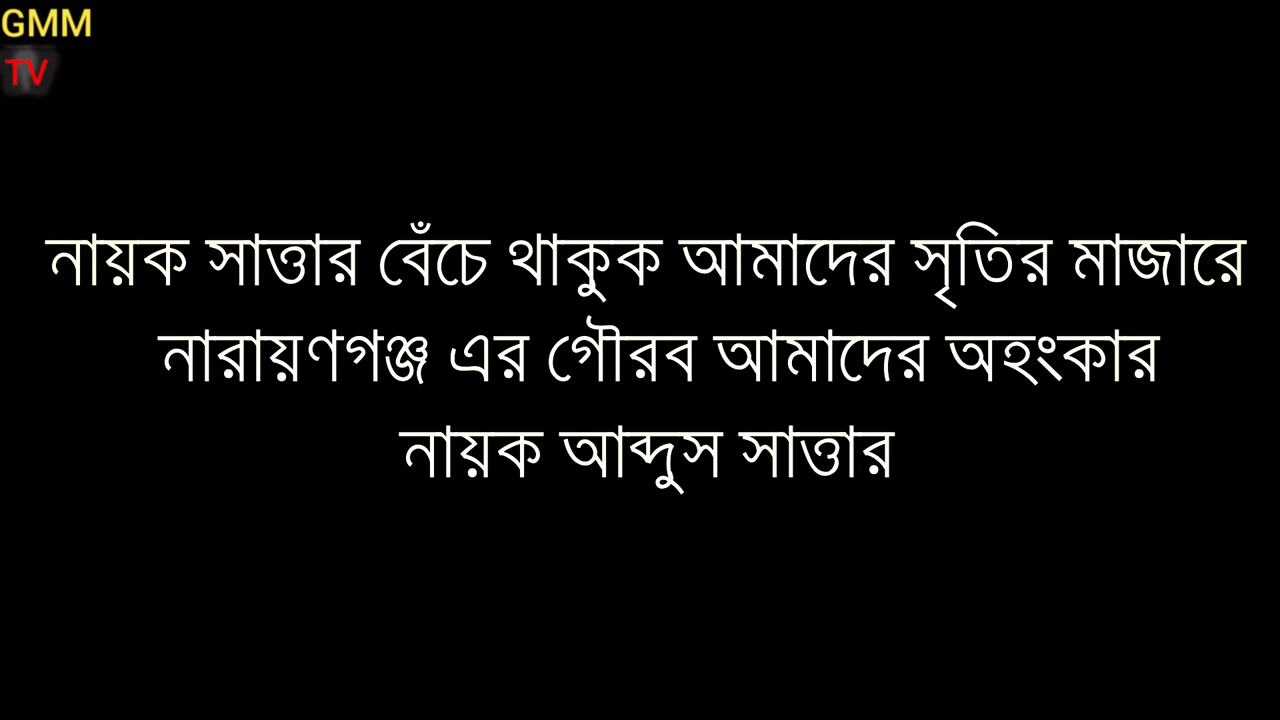 GMM
TV
নায়ক সাত্তার বেঁচে থাকুক আমাদের সৃতির মাজারে
নারায়ণগঞ্জ এর গৌরব আমাদের অহংকার
নায়ক আব্দুস সাত্তার